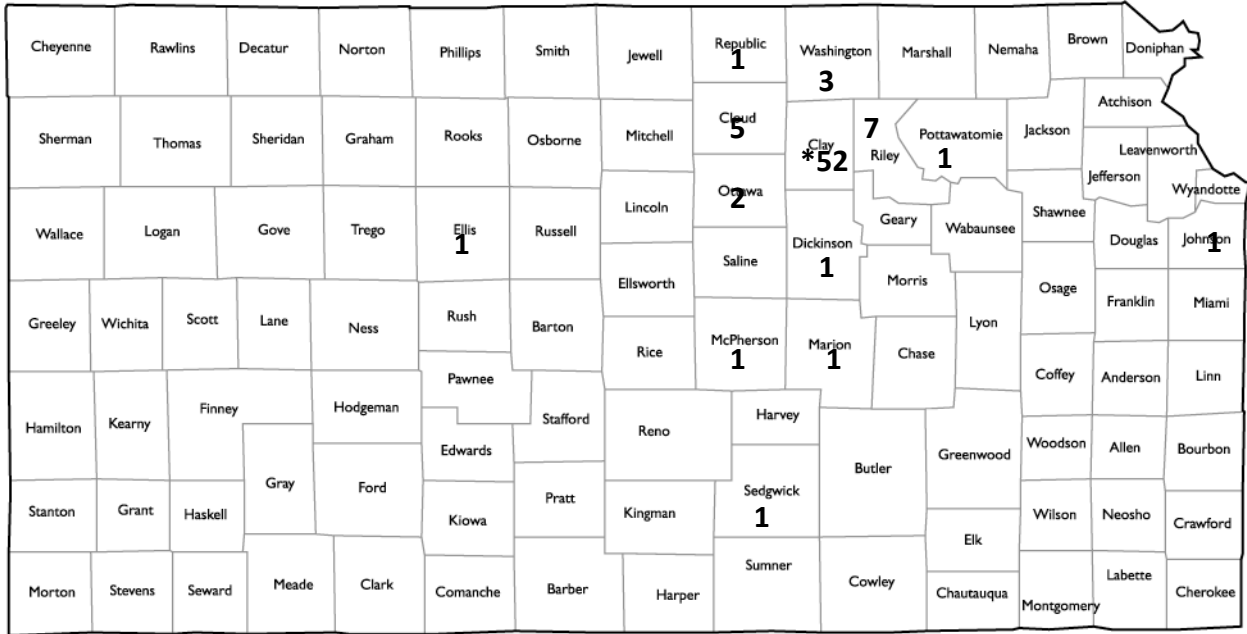 Cheyenne Rawlins Decatur Norton Phillips Smith Jewell Republic Washington Marshall Nemaha Brown Doniphan
1
3
Sherman Thomas Sheridan Graham Rooks Osborne Mitchell Cloud Clay Riley Pottawatomie Jackson Atchison
5
*52
7
1
Leavenworth
Jefferson
Wyandotte
Wallace Logan Gove Trego Ellis Russell Lincoln Ottawa Dickinson Geary Wabaunsee Shawnee Douglas Johnson
1
2
1
1
Saline
Ellsworth
Morris
Osage
Franklin
Miami
Greeley Wichita Scott Lane Ness Rush Barton Rice McPherson Marion Chase Lyon
1
1
Coffey Anderson Linn
Pawnee
Hamilton Kearny Finney Hodgeman Stafford Reno Harvey
Edwards
Butler
Greenwood
Woodson Allen Bourbon
Gray Ford
Stanton Grant Haskell Kiowa Pratt Kingman Sedgwick
1
Wilson Neosho Crawford
Elk
Morton Stevens Seward Meade Clark Comanche Barber Harper Sumner Cowley Chautauqua Montgomery Labette Cherokee